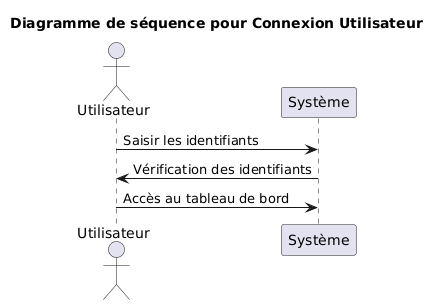 Diagramme de séquence pour Connexion Utilisateur
Utilisateur
Système
Saisir les identifiants
Vérification des identifiants
Accès au tableau de bord
Utilisateur
Système